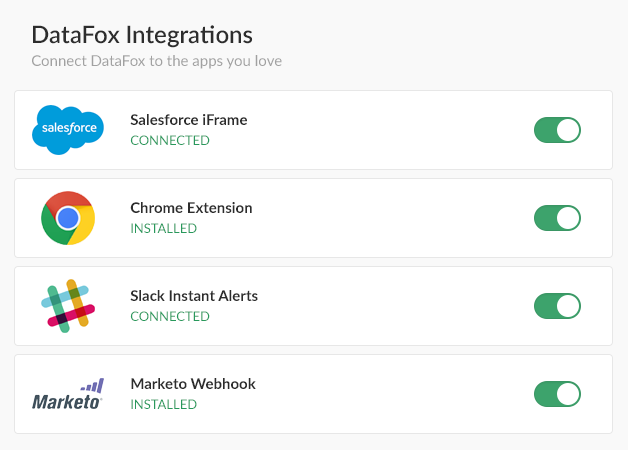 DataFox Integrations
Connect DataFox to the apps you love
salesforce
Salesforce iFrame
CONNECTED
Chrome Extension
INSTALLED
Slack Instant Alerts
CONNECTED
Marketo
Marketo Webhook
INSTALLED